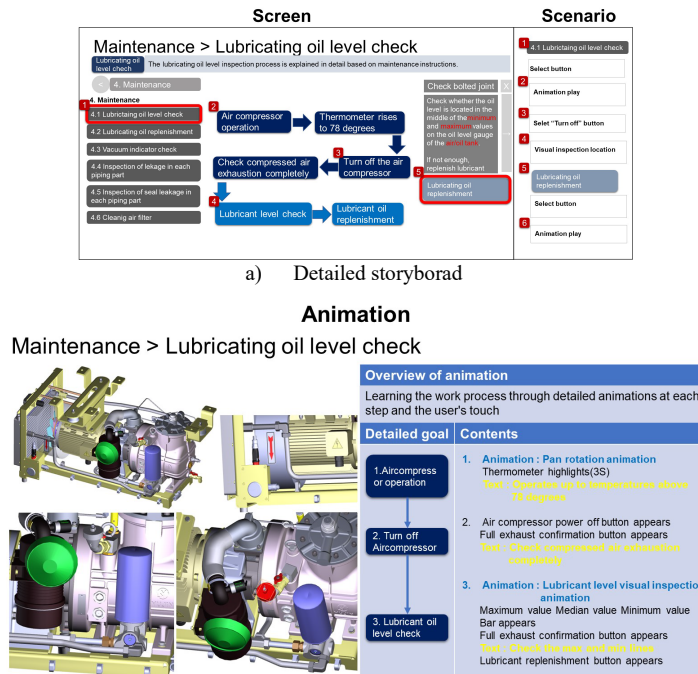 Screen
Scenario
Maintenance > Lubricating oil level check
Lubricating oil
level chech
The lubricating oil level inspection process is explained in detail based on maintenance instructions.
<
4. Maintenance
4. Maintenance
1
4.1 Lubrictaing oil level check
4.2 Lubricating oil replenishment
4.3 Vacuum indicator check
4.4 Inspection of lekage in each
piping part
4.5 Inspection of seal leakage in
each piping part
4.6 Cleanig air filter
2
Air compressor
operation
Thermometer rises
to 78 degrees
3
Turn off the air
compressor
Check compressed air
exhaustion completely
4
Lubricant level check
Lubricant oil
replenishment
Check bolted joint
X
Check whether the oil
level is located in the
middle of the minimum
and maximum values
on the oil level gauge
of the airoil tank.
If not enough,
replenish lubricant
5
Lubricating oil
replenishment
1
4.1 Lubrictaing oil level check
Select button
2
Animation play
3
Selet “Turn off” button
4
Visual inspection location
5
Lubricating oil
replenishment
Select button
6
Animation play
a) Detailed storyborad
Animation
Maintenance > Lubricating oil level check
Overview of animation
Learning the work process through detailed animations at each
step and the user's touch
Detailed goal
Contents
1.Aircompress
or operation
2. Turn off
Aircompressor
3. Lubricant oil
level check
1. Animation : Pan rotation animation
Thermometer highlights(3S)
Text : Operates up to temperatures above
78 degrees
2. Air compressor power off button appears
Full exhaust confirmation button appears
Text : Check compressed air exhaustion
completely
3. Animation : Lubricant level visual inspectio
animation
Maximum value Median value Minimum value
Bar appears
Full exhaust confirmation button appears
Text : Check the max and min lines
Lubricant replenishment button appears